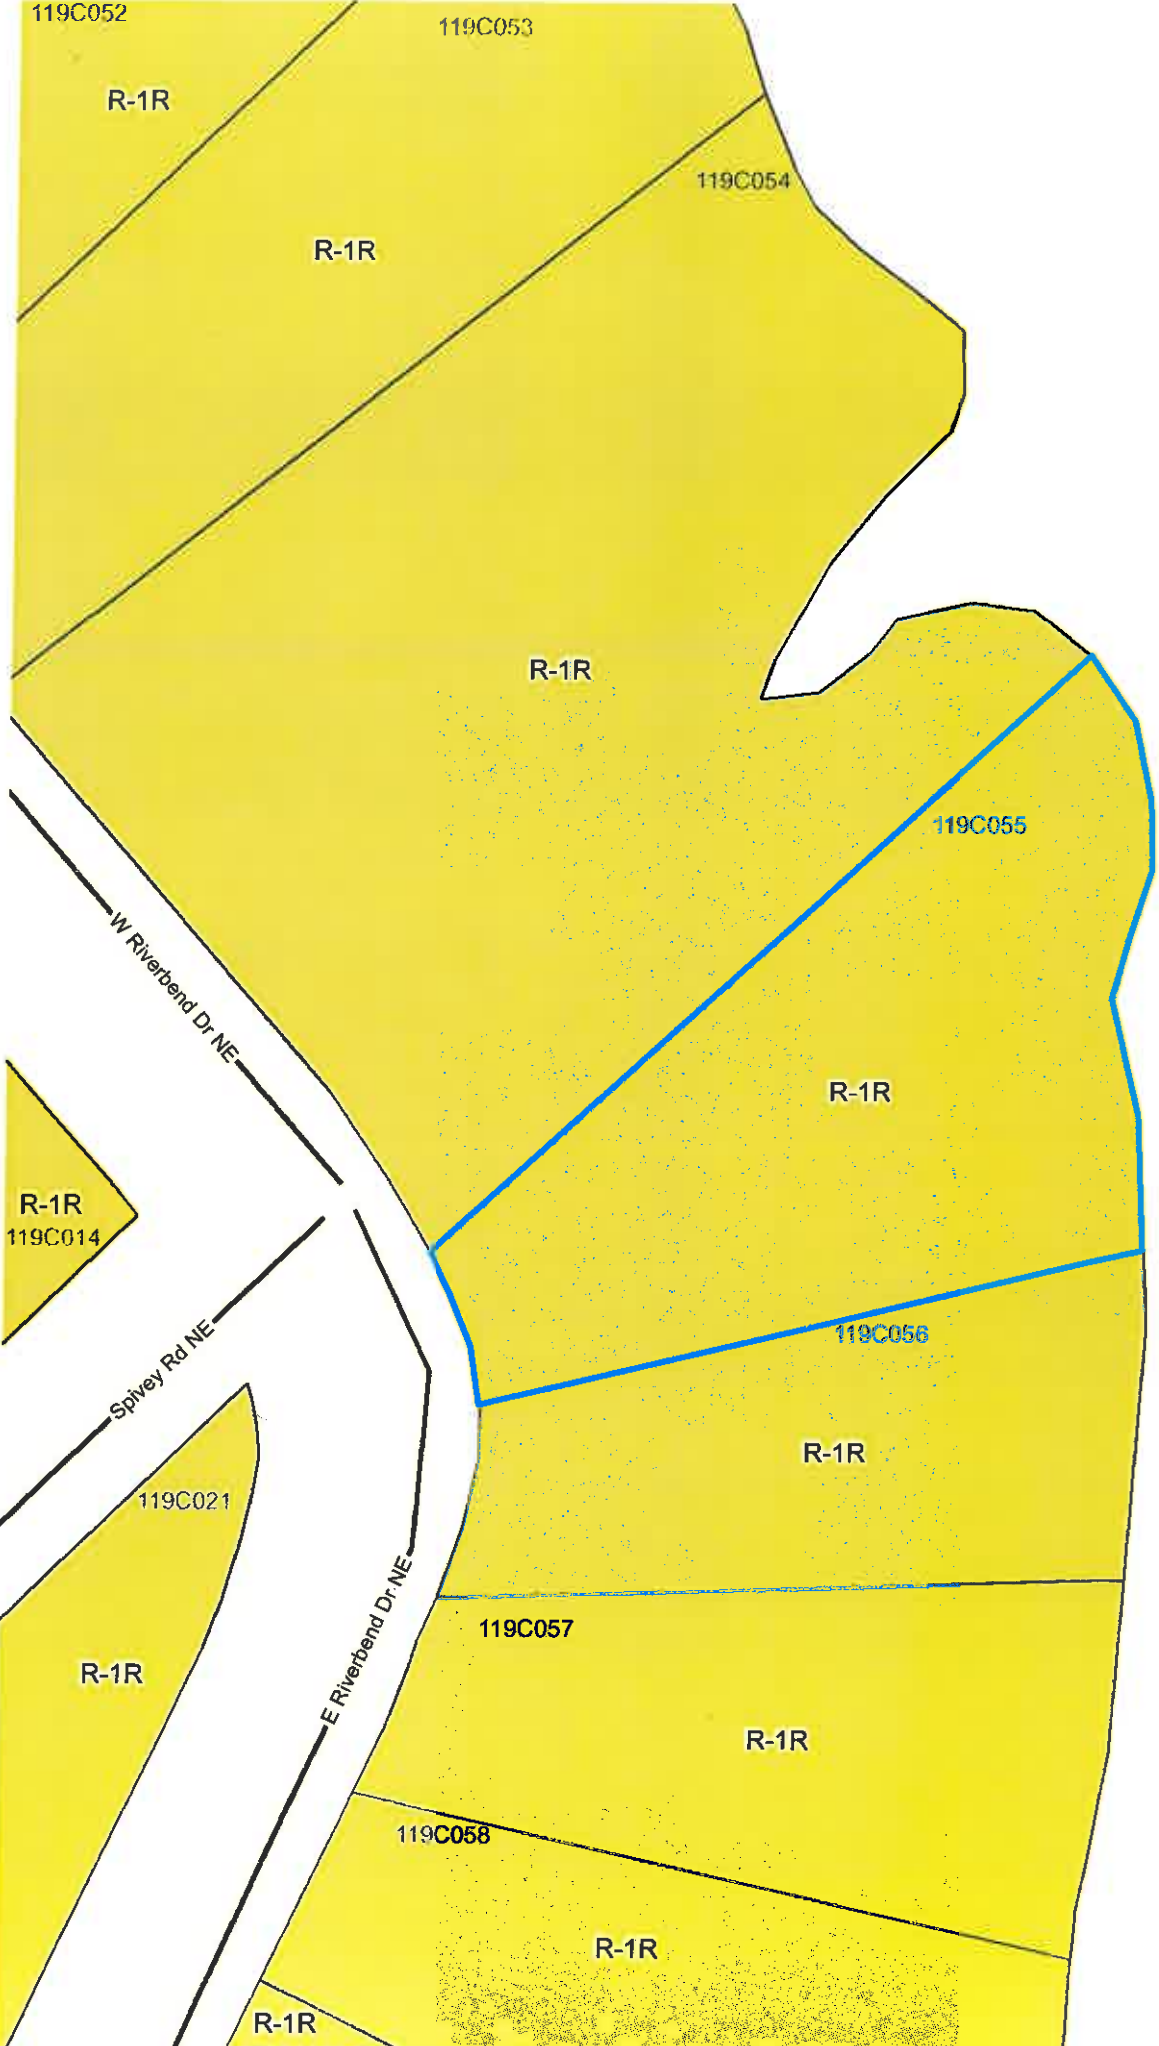 119C052
119C053
R-1R
119C054
R-1R
R-1R
119C055
W Riverbend Dr NE
R-1R
R-1R
119C014
Spivey Rd NE
119C056
R-1R
119C021
E Riverbend Dr NE
119C057
R-1R
R-1R
119C058
R-1R
R-1R